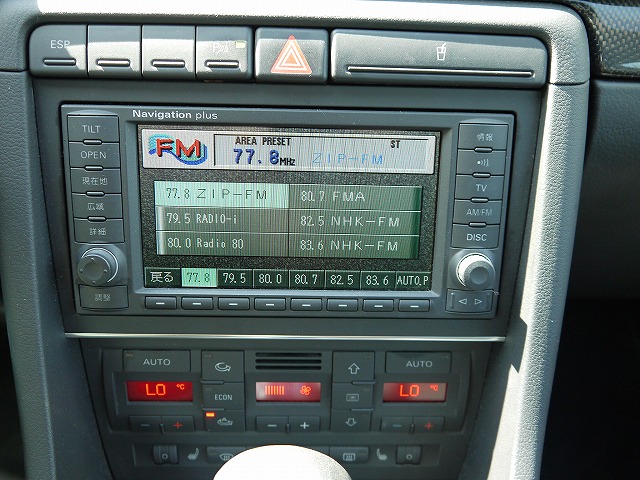 ESP
Navigation plus
TILT
OPEN
現在地
広域
詳細
調整
FM
AREA PRESET
ST
77.8 MHz ZIP-FM
77.8 ZIP-FM
80.7 FMA
79.5 RADIO-i
82.5 NHK-FM
80.0 Radio 80
83.6 NHK-FM
戻る 77.8 79.5 80.0 80.7 82.5 83.6 AUTO.P
情報
TV
AM/FM
DISC
AUTO
AUTO
LO °C
LO °C
ECON